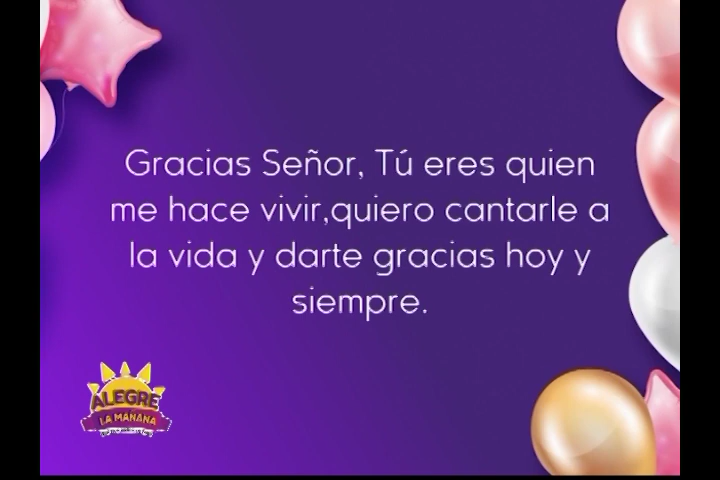 Gracias Señor, Tú eres quien
me hace vivir,quiero cantarle a
la vida y darte gracias hoy y
siempre.
ALEGRE
LA MAÑANA